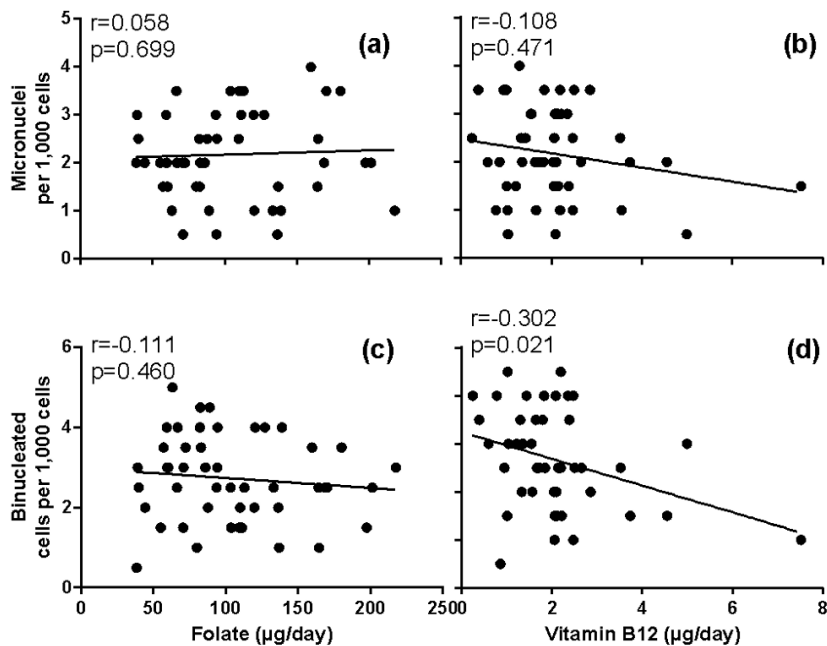 r=0.058
p=0.699
(a)
r=-0.108
p=0.471
(b)
Micronuclei
per 1,000 cells
5
4
3
2
1
0
r=-0.111
p=0.460
(c)
r=-0.302
p=0.021
(d)
Binucleated
cells per 1,000 cells
6
4
2
0
0 50 100 150 200 250 0 2 4 6 8
Folate (µg/day) Vitamin B12 (µg/day)